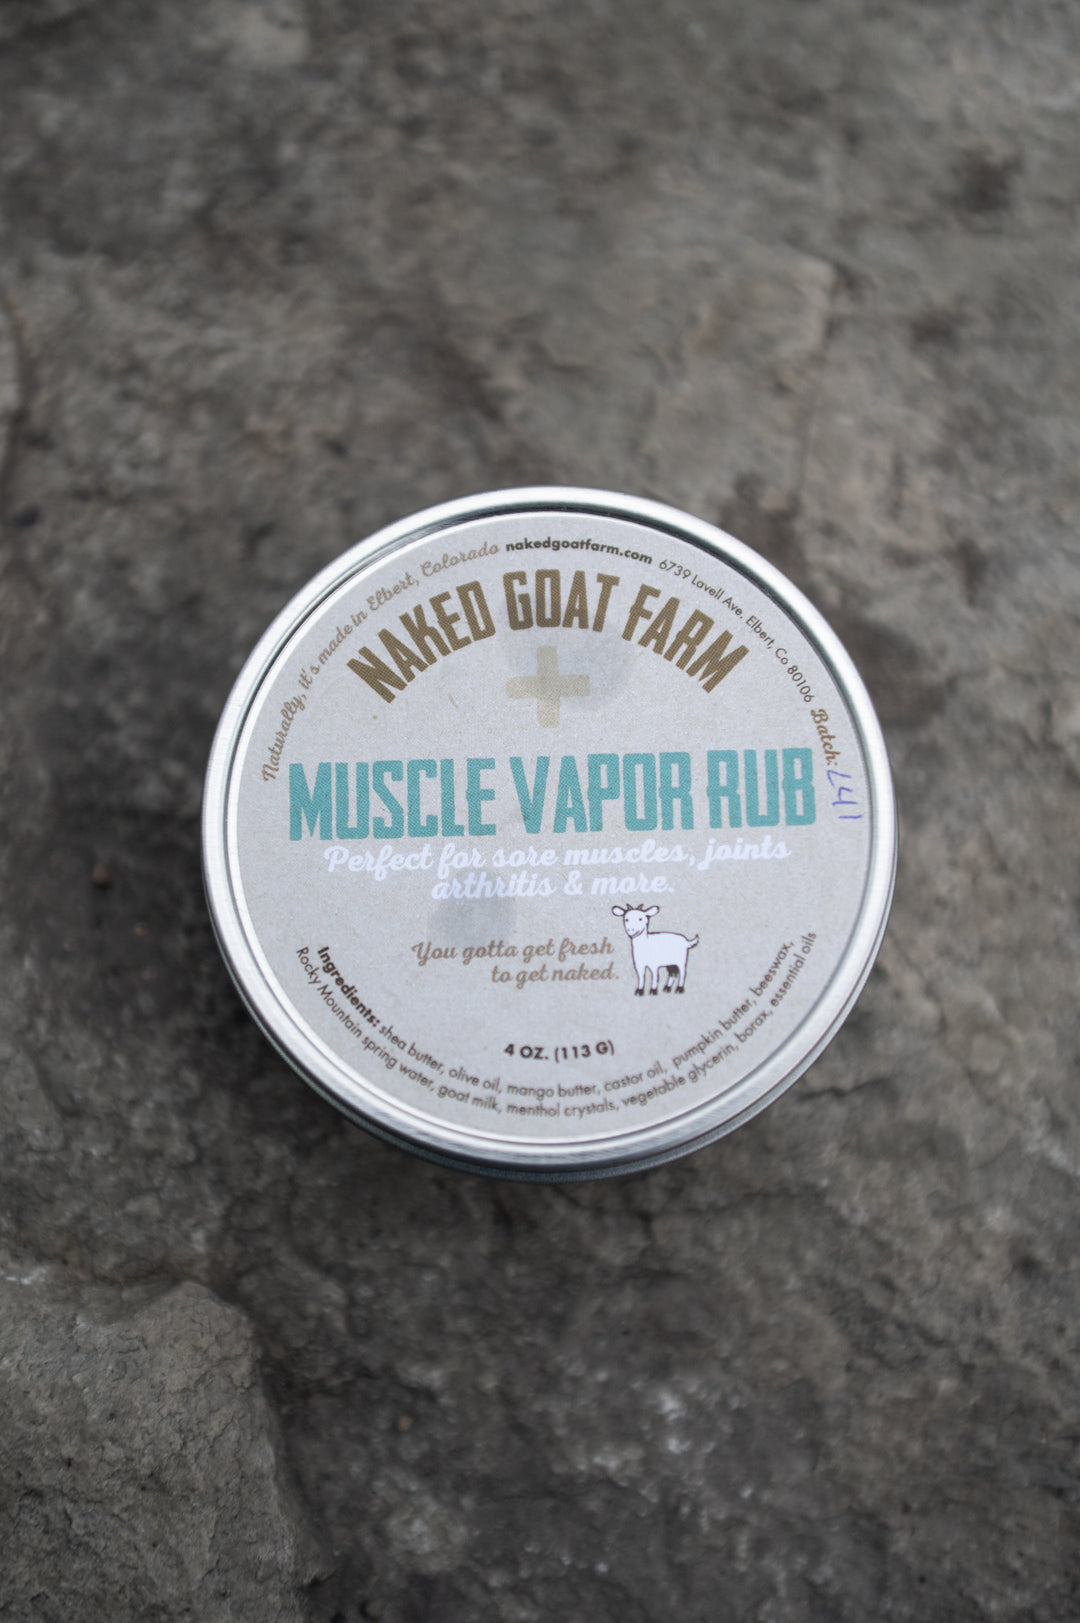 Naturally, it's made in Elbert, Colorado nakedgoatfarm.com 6739 Lavell Ave. Elbert, Co 80106 Batch: L41
NAKED GOAT FARM
MUSCLE VAPOR RUB
Perfect for sore muscles, joints
arthritis & more.
You gotta get fresh
to get naked.
4 OZ. (113 G)
Ingredients: shea butter, olive oil, mango butter, castor oil, pumpkin butter, beeswax,
Rocky Mountain spring water, goat milk, menthol crystals, vegetable glycerin, borax, essential oils